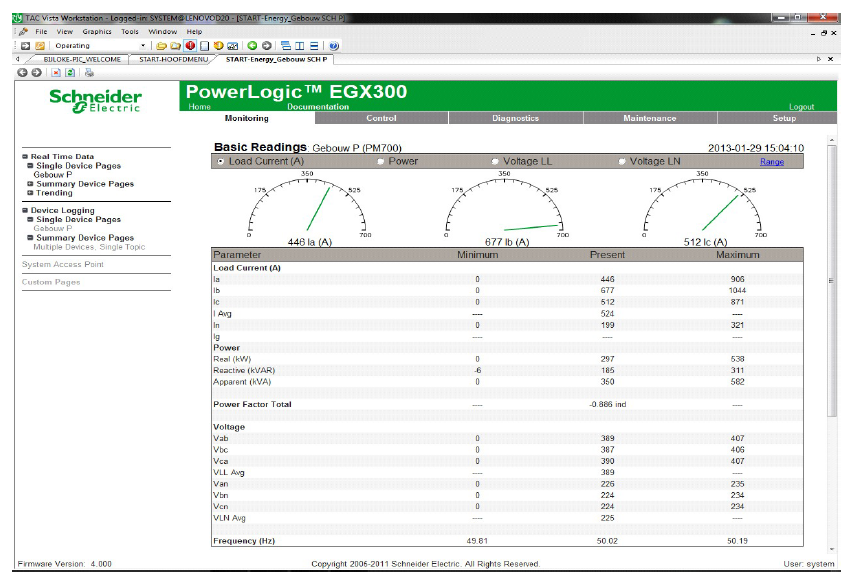 TAC Vista Workstation - Logged-in: SYSTEM@LENOVOD20 - [START-Energy_Gebouw SCH P]
File View Graphics Tools Window Help
Operating
BIJLOKE-PIC_WELCOME START-HOOFDMENU START-Energy_Gebouw SCH P
Schneider Electric
PowerLogic™ EGX300
Home Documentation Logout
Monitoring Control Diagnostics Maintenance Setup
Real Time Data
Single Device Pages
Gebouw P
Summary Device Pages
Trending
Device Logging
Single Device Pages
Gebouw P
Summary Device Pages
Multiple Devices, Single Topic
System Access Point
Custom Pages
Basic Readings: Gebouw P (PM700) 2013-01-29 15:04:10
Load Current (A) Power Voltage LL Voltage LN Range
350 350 350
175 525 175 525 175 525
0 700 0 700 0 700
446 Ia (A) 677 Ib (A) 512 Ic (A)
Parameter Minimum Present Maximum
Load Current (A)
Ia 0 446 906
Ib 0 677 1044
Ic 0 512 871
I Avg ---- 524 ----
In 0 199 321
Ig ---- ---- ----
Power
Real (kW) 0 297 538
Reactive (kVAR) -6 185 311
Apparent (kVA) 0 350 582
Power Factor Total ---- -0.886 ind ----
Voltage
Vab 0 389 407
Vbc 0 387 406
Vca 0 390 407
VLL Avg ---- 389 ----
Van 0 226 235
Vbn 0 224 234
Vcn 0 224 234
VLN Avg ---- 225 ----
Frequency (Hz) 49.81 50.02 50.19
Firmware Version: 4.000 Copyright 2006-2011 Schneider Electric. All Rights Reserved. User: system